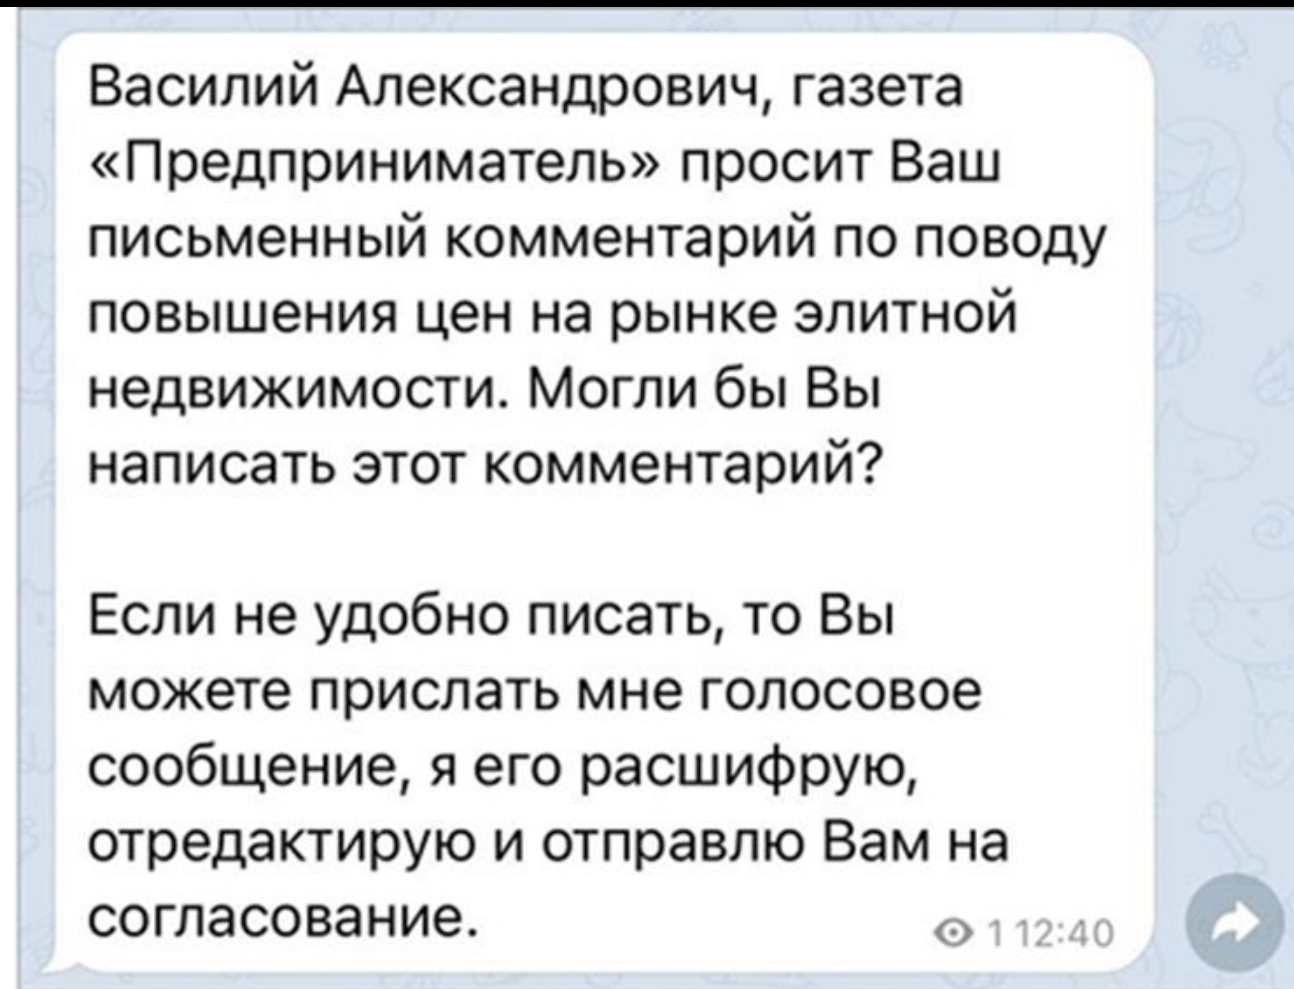 Василий Александрович, газета
«Предприниматель» просит Ваш
письменный комментарий по поводу
повышения цен на рынке элитной
недвижимости. Могли бы Вы
написать этот комментарий?
Если не удобно писать, то Вы
можете прислать мне голосовое
сообщение, я его расшифрую,
отредактирую и отправлю Вам на
согласование.
1 12:40